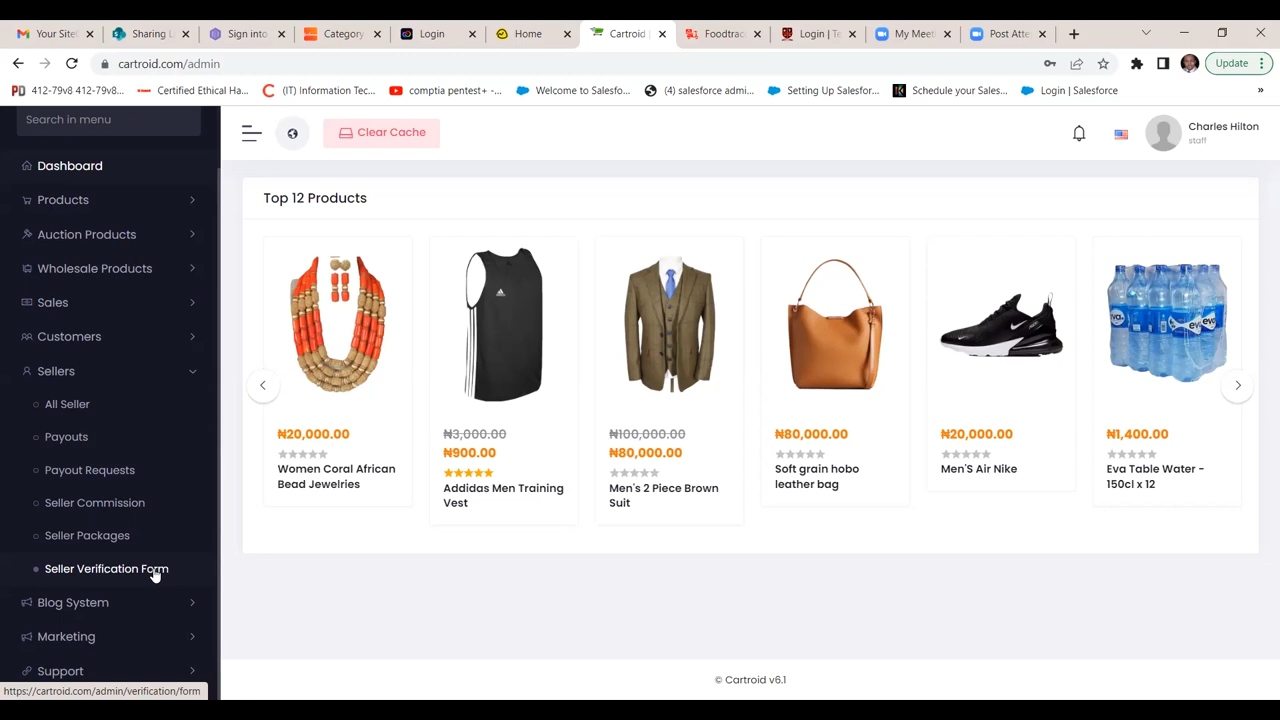 Your Site
Sharing L
Sign into
Category
Login
Home
Cartroid |
Foodtrac
Login | Te
My Meeti
Post Atte
cartroid.com/admin
Update
412-79v8 412-79v8...
Certified Ethical Ha...
(IT) Information Tec...
comptia pentest+ -...
Welcome to Salesfo...
(4) salesforce admi...
Setting Up Salesfor...
Schedule your Sales...
Login | Salesforce
»
Search in menu
Dashboard
Products
Auction Products
Wholesale Products
Sales
Customers
Sellers
All Seller
Payouts
Payout Requests
Seller Commission
Seller Packages
Seller Verification Form
Blog System
Marketing
Support
https://cartroid.com/admin/verification/form
Clear Cache
Charles Hilton
staff
Top 12 Products
₦20,000.00
Women Coral African
Bead Jewelries
₦3,000.00
₦900.00
Addidas Men Training
Vest
₦100,000.00
₦80,000.00
Men's 2 Piece Brown
Suit
₦80,000.00
Soft grain hobo
leather bag
₦20,000.00
Men'S Air Nike
₦1,400.00
Eva Table Water -
150cl x 12
© Cartroid v6.1